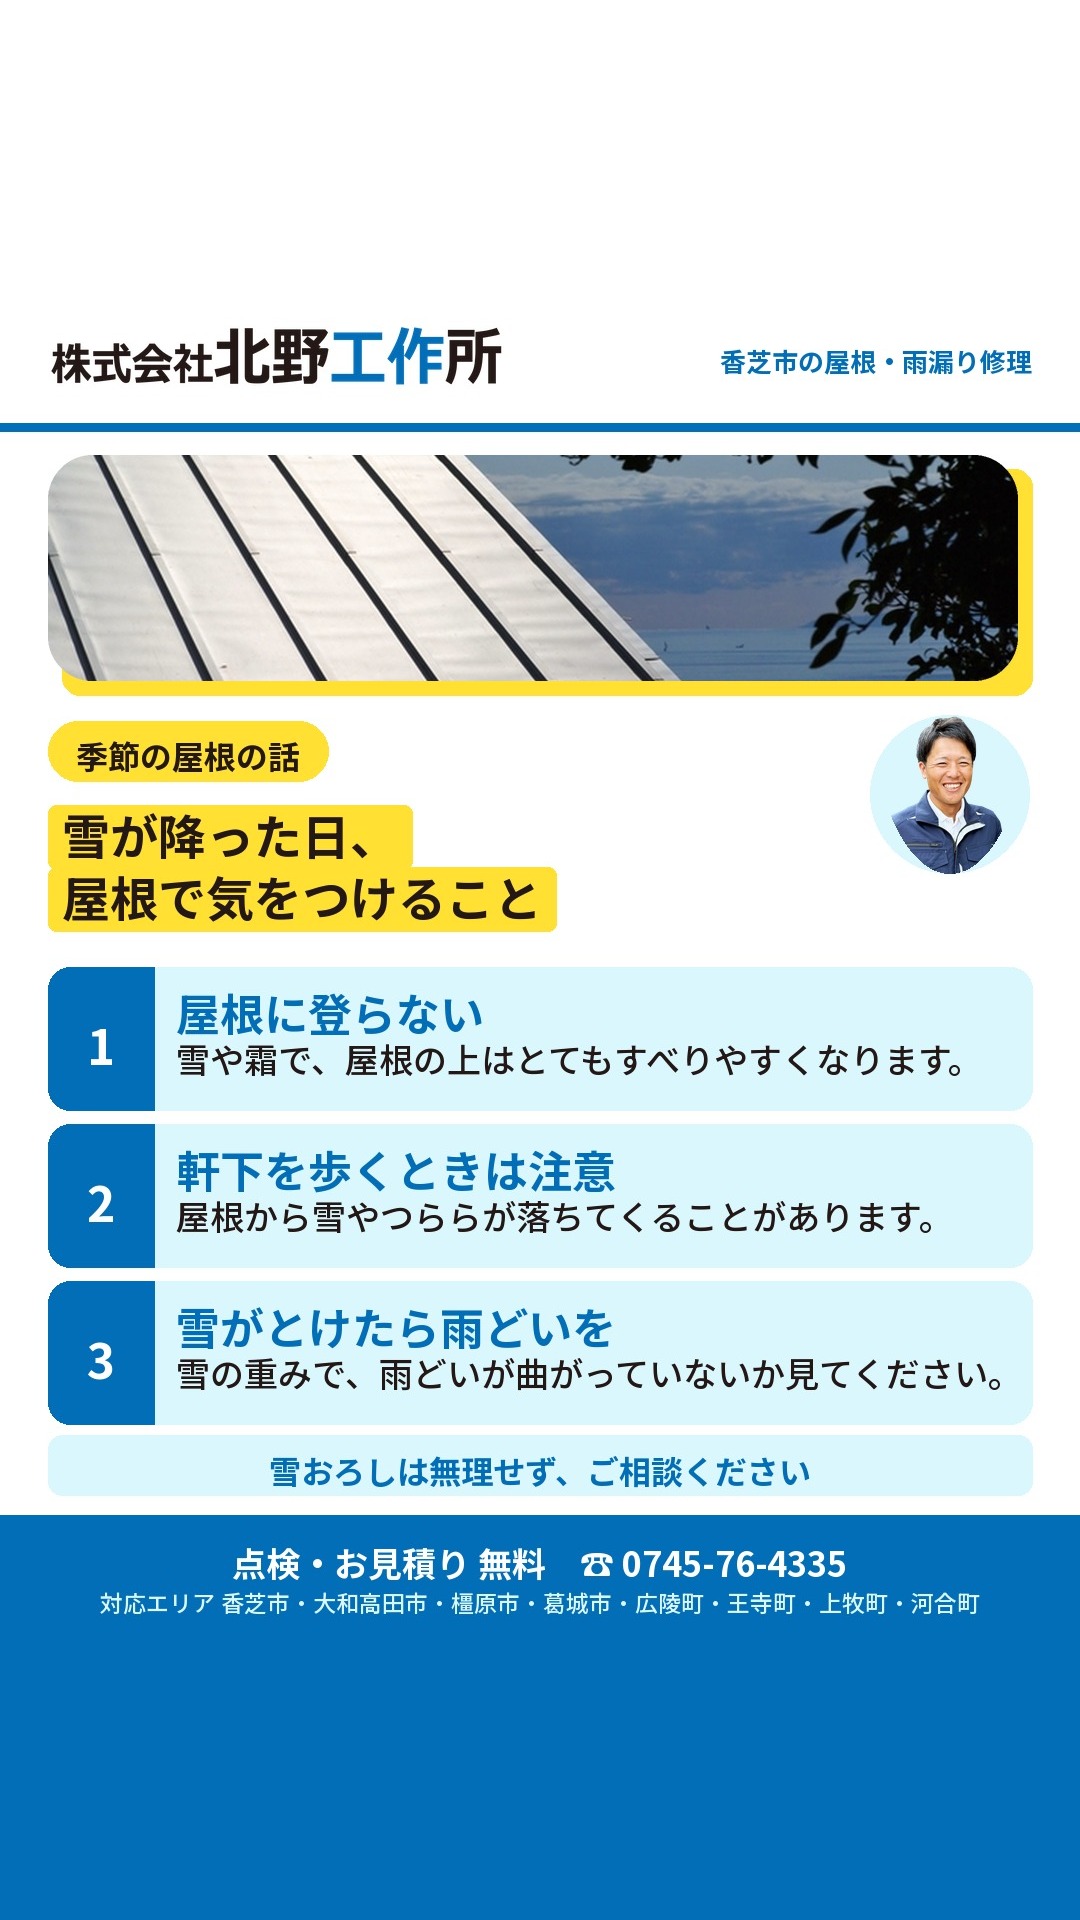 株式会社北野工作所
香芝市の屋根・雨漏り修理
季節の屋根の話
雪が降った日、
屋根で気をつけること
1
屋根に登らない
雪や霜で、屋根の上はとてもすべりやすくなります。
2
軒下を歩くときは注意
屋根から雪やつららが落ちてくることがあります。
3
雪がとけたら雨どいを
雪の重みで、雨どいが曲がっていないか見てください。
雪おろしは無理せず、ご相談ください
点検・お見積り 無料　☎ 0745-76-4335
対応エリア 香芝市・大和高田市・橿原市・葛城市・広陵町・王寺町・上牧町・河合町